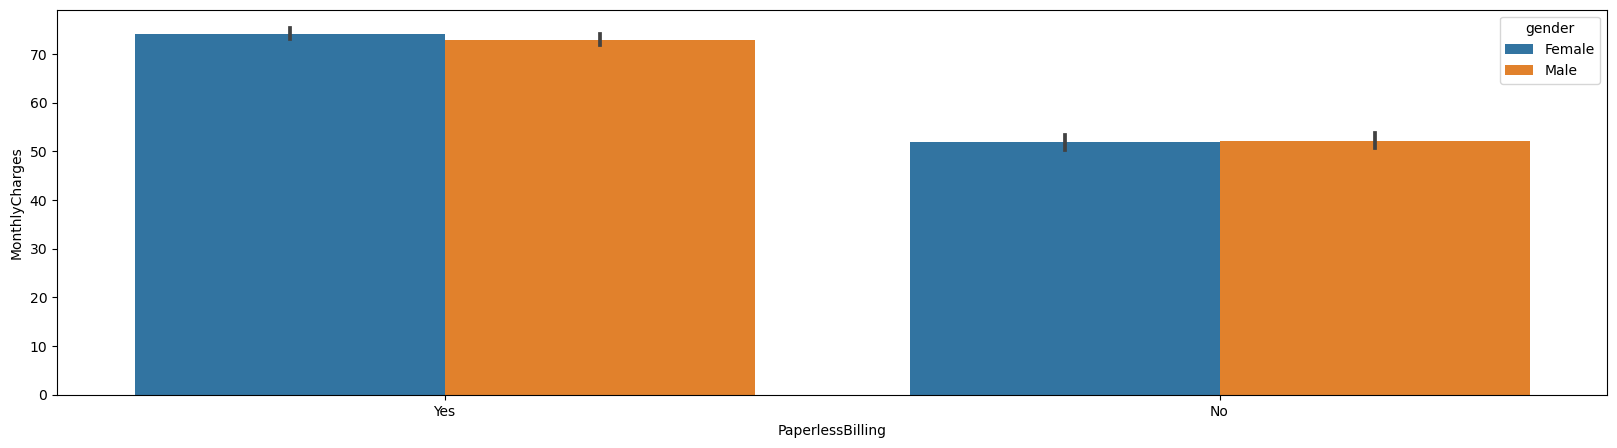 gender
Female
Male
MonthlyCharges
70
60
50
40
30
20
10
0
Yes
No
PaperlessBilling